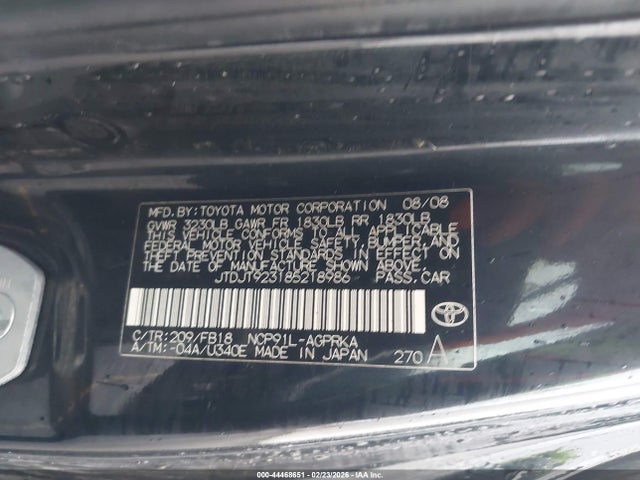 MFD.BY:TOYOTA MOTOR CORPORATION 08/08
GVWR 3230LB GAWR FR 1830LB RR 1830LB
THIS VEHICLE CONFORMS TO ALL APPLICABLE
FEDERAL MOTOR VEHICLE SAFETY, BUMPER, AND
THEFT PREVENTION STANDARDS IN EFFECT ON
THE DATE OF MANUFACTURE SHOWN ABOVE.
JTDJT923185218986 PASS.CAR
C/TR:209/FB18 NCP91L-AGPRKA
A/TM:-04A/U340E MADE IN JAPAN 270 A
000-44468651 - 02/23/2026 - COPYRIGHT © IAA